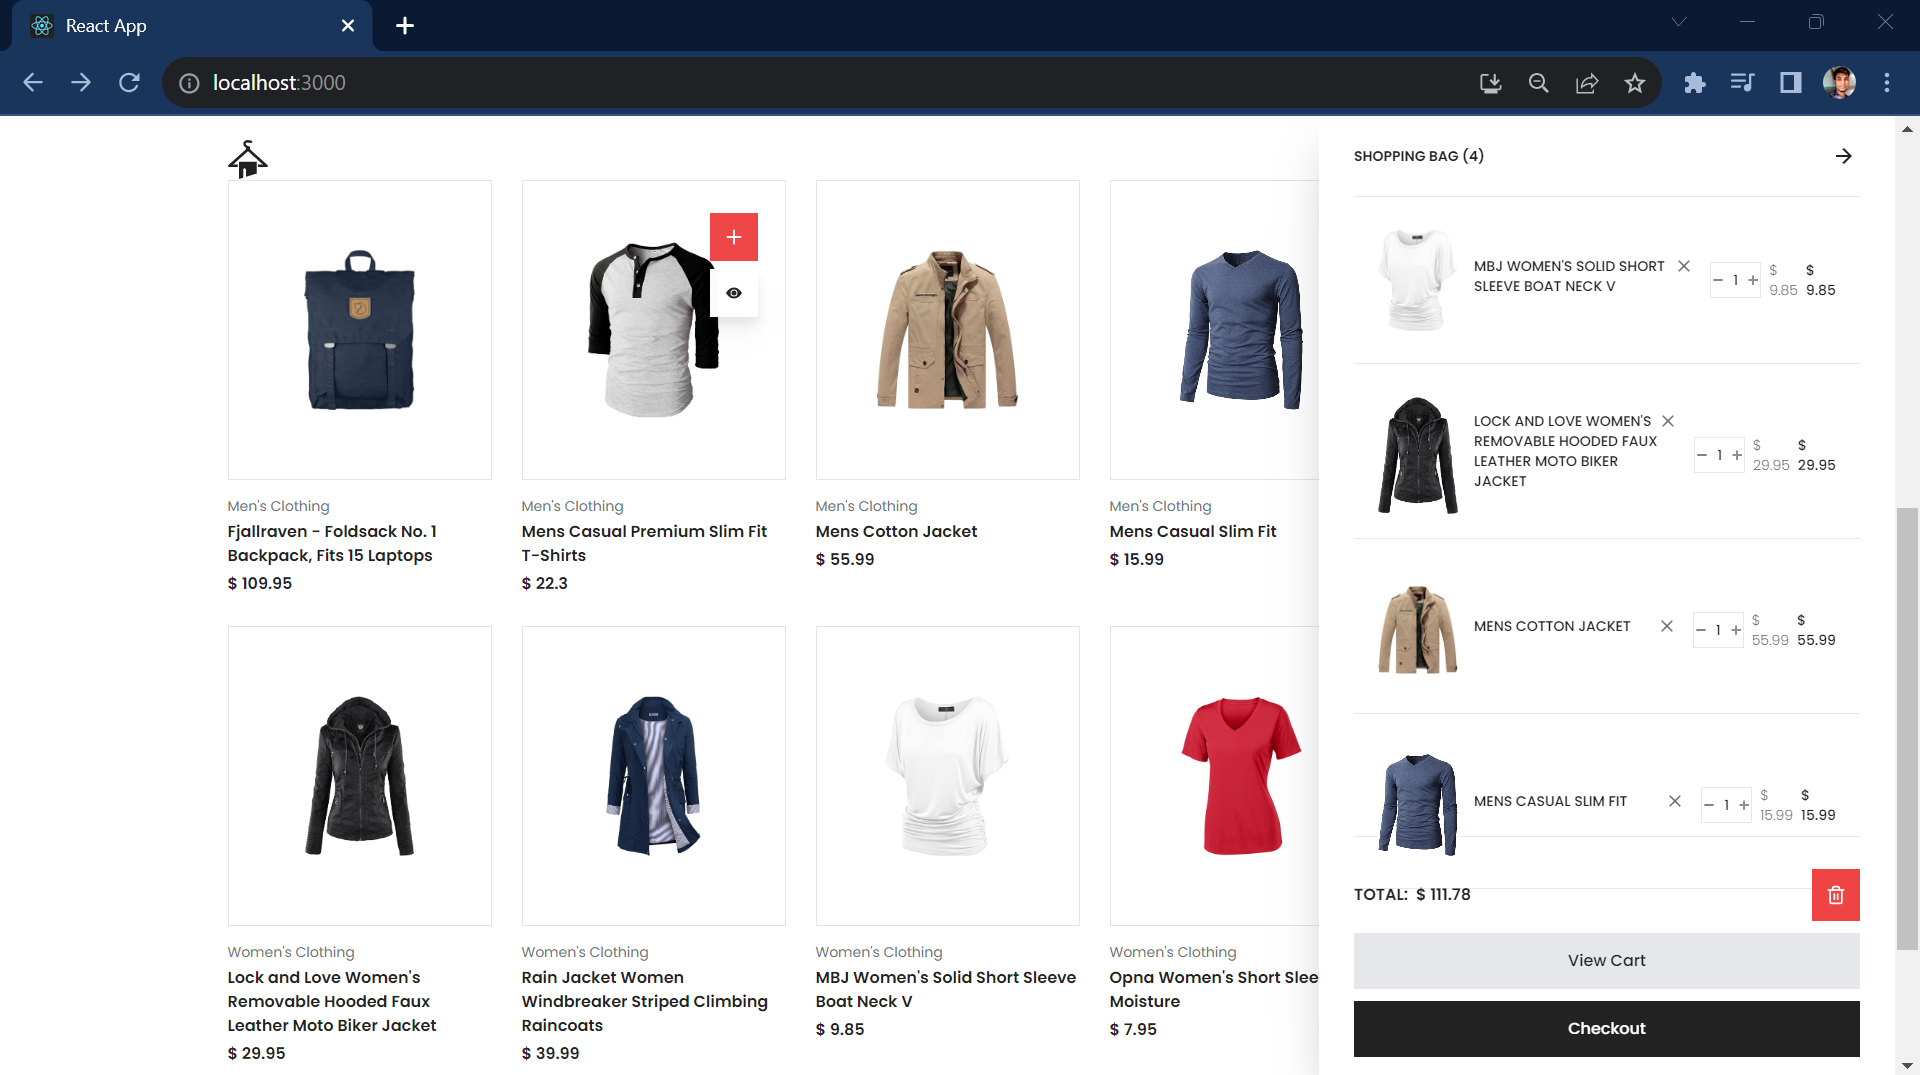 React App
localhost:3000
Men's Clothing
Fjallraven - Foldsack No. 1
Backpack, Fits 15 Laptops
$ 109.95
Men's Clothing
Mens Casual Premium Slim Fit
T-Shirts
$ 22.3
Men's Clothing
Mens Cotton Jacket
$ 55.99
Men's Clothing
Mens Casual Slim Fit
$ 15.99
Women's Clothing
Lock and Love Women's
Removable Hooded Faux
Leather Moto Biker Jacket
$ 29.95
Women's Clothing
Rain Jacket Women
Windbreaker Striped Climbing
Raincoats
$ 39.99
Women's Clothing
MBJ Women's Solid Short Sleeve
Boat Neck V
$ 9.85
Women's Clothing
Opna Women's Short Slee
Moisture
$ 7.95
SHOPPING BAG (4)
MBJ WOMEN'S SOLID SHORT
SLEEVE BOAT NECK V
1
$ 9.85
$ 9.85
LOCK AND LOVE WOMEN'S
REMOVABLE HOODED FAUX
LEATHER MOTO BIKER
JACKET
1
$ 29.95
$ 29.95
MENS COTTON JACKET
1
$ 55.99
$ 55.99
MENS CASUAL SLIM FIT
1
$ 15.99
$ 15.99
TOTAL: $ 111.78
View Cart
Checkout